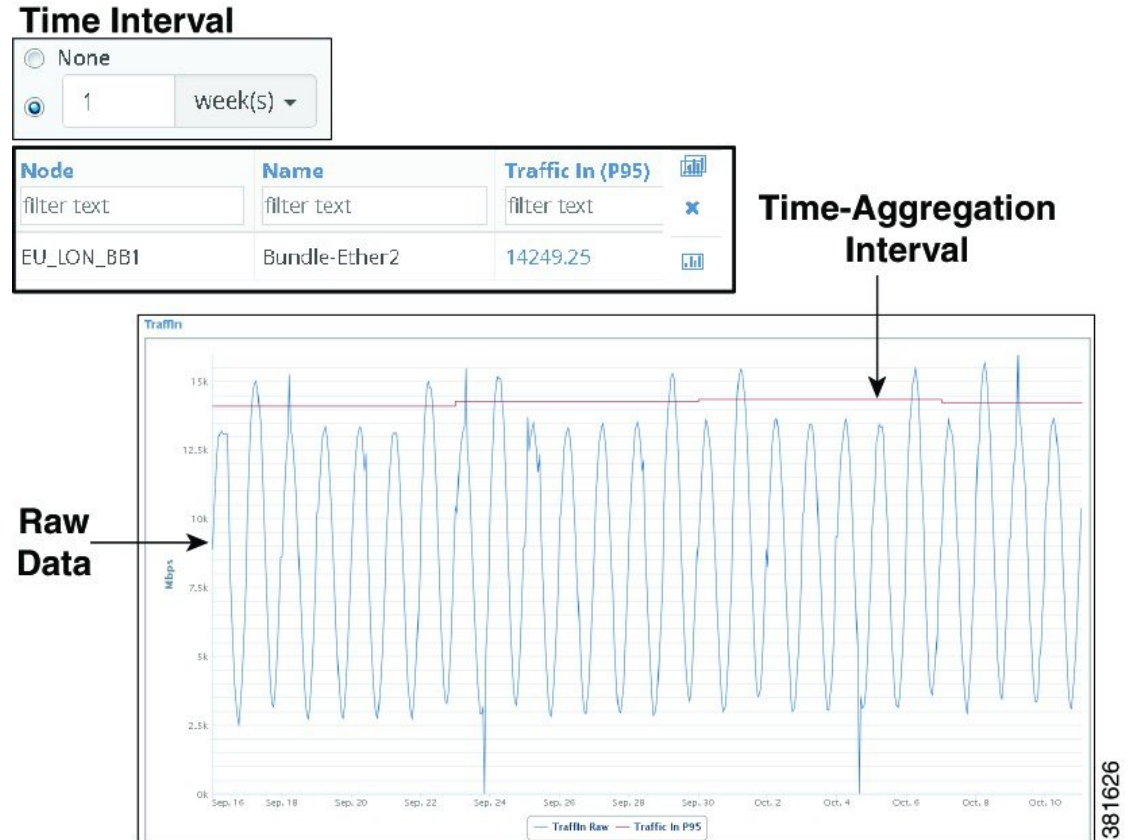 Time Interval
None
1 week(s)
Node Name Traffic In (P95)
filter text filter text filter text
EU_LON_BB1 Bundle-Ether2 14249.25
Time-Aggregation
Interval
TraffIn
15k
12.5k
Raw
Data
10k
Mbps
7.5k
5k
2.5k
0k
Sep. 16 Sep. 18 Sep. 20 Sep. 22 Sep. 24 Sep. 26 Sep. 28 Sep. 30 Oct. 2 Oct. 4 Oct. 6 Oct. 8 Oct. 10
TraffIn Raw Traffic In P95
381626